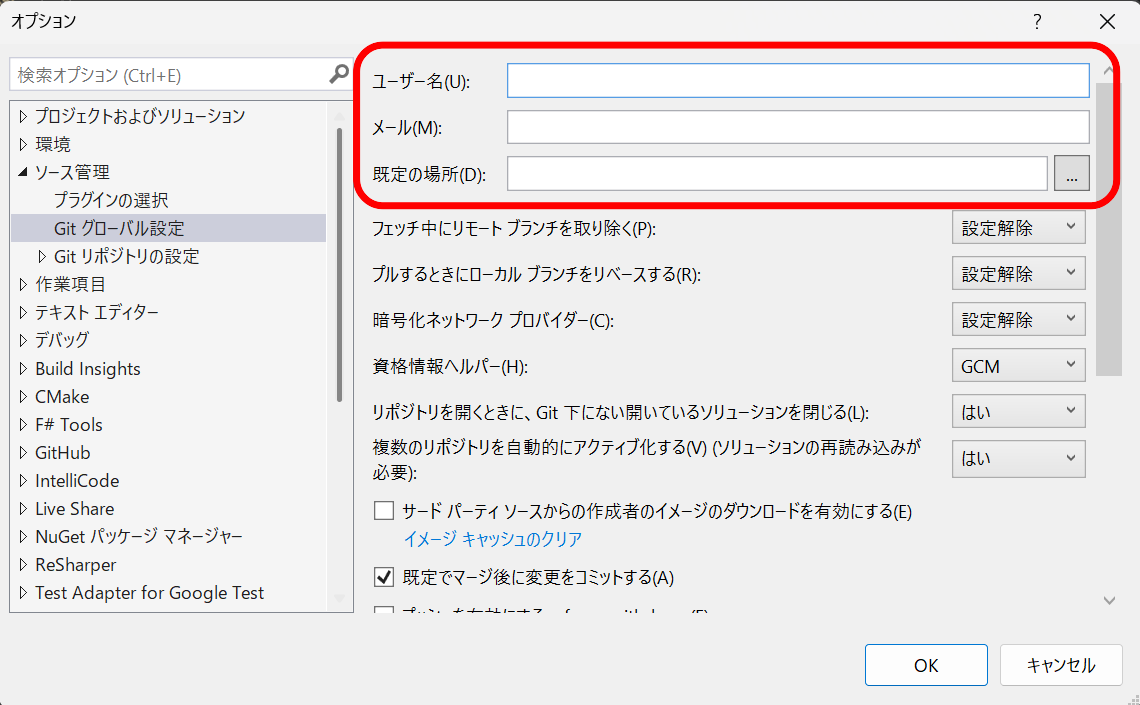 オプション
?
検索オプション (Ctrl+E)
プロジェクトおよびソリューション
環境
ソース管理
プラグインの選択
Git グローバル設定
Git リポジトリの設定
作業項目
テキスト エディター
デバッグ
Build Insights
CMake
F# Tools
GitHub
IntelliCode
Live Share
NuGet パッケージ マネージャー
ReSharper
Test Adapter for Google Test
ユーザー名(U):
メール(M):
既定の場所(D):
...
フェッチ中にリモート ブランチを取り除く(P):
設定解除
プルするときにローカル ブランチをリベースする(R):
設定解除
暗号化ネットワーク プロバイダー(C):
設定解除
資格情報ヘルパー(H):
GCM
リポジトリを開くときに、Git 下にない開いているソリューションを閉じる(L):
はい
複数のリポジトリを自動的にアクティブ化する(V) (ソリューションの再読み込みが
必要):
はい
サード パーティ ソースからの作成者のイメージのダウンロードを有効にする(E)
イメージ キャッシュのクリア
既定でマージ後に変更をコミットする(A)
OK
キャンセル